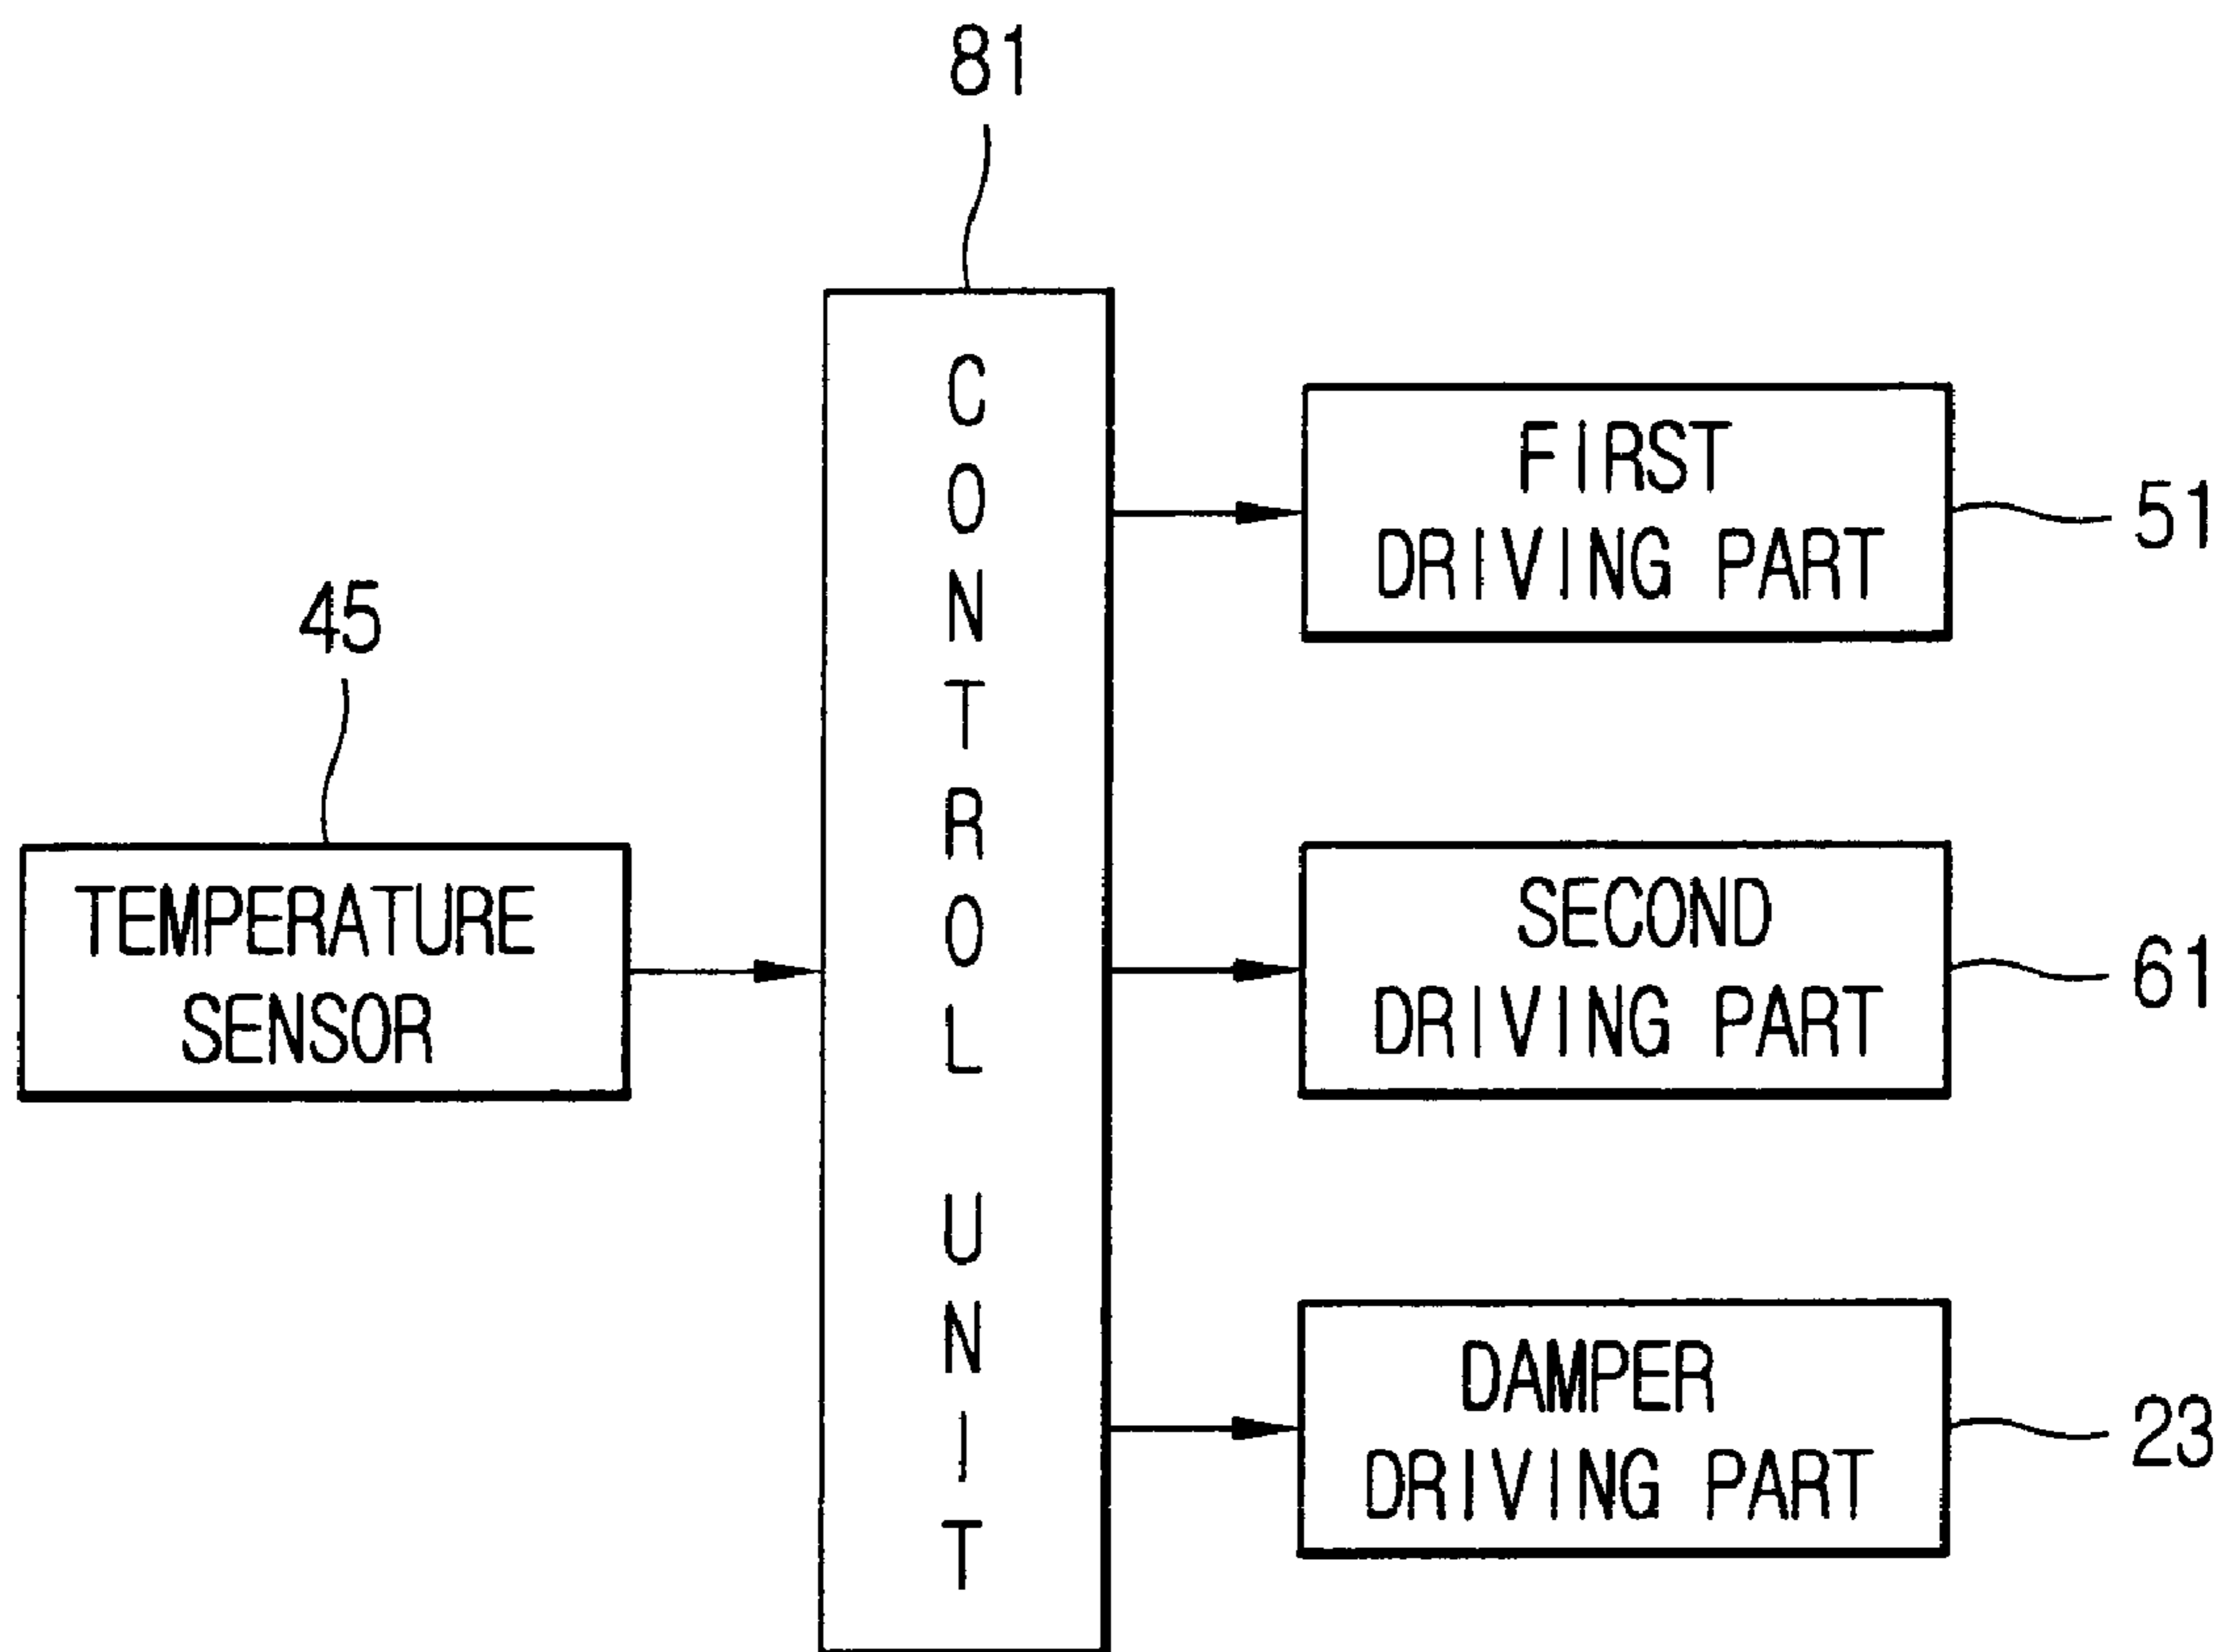 81
CONTROL UNIT
FIRST
DRIVING PART
51
45
TEMPERATURE
SENSOR
SECOND
DRIVING PART
61
DAMPER
DRIVING PART
23